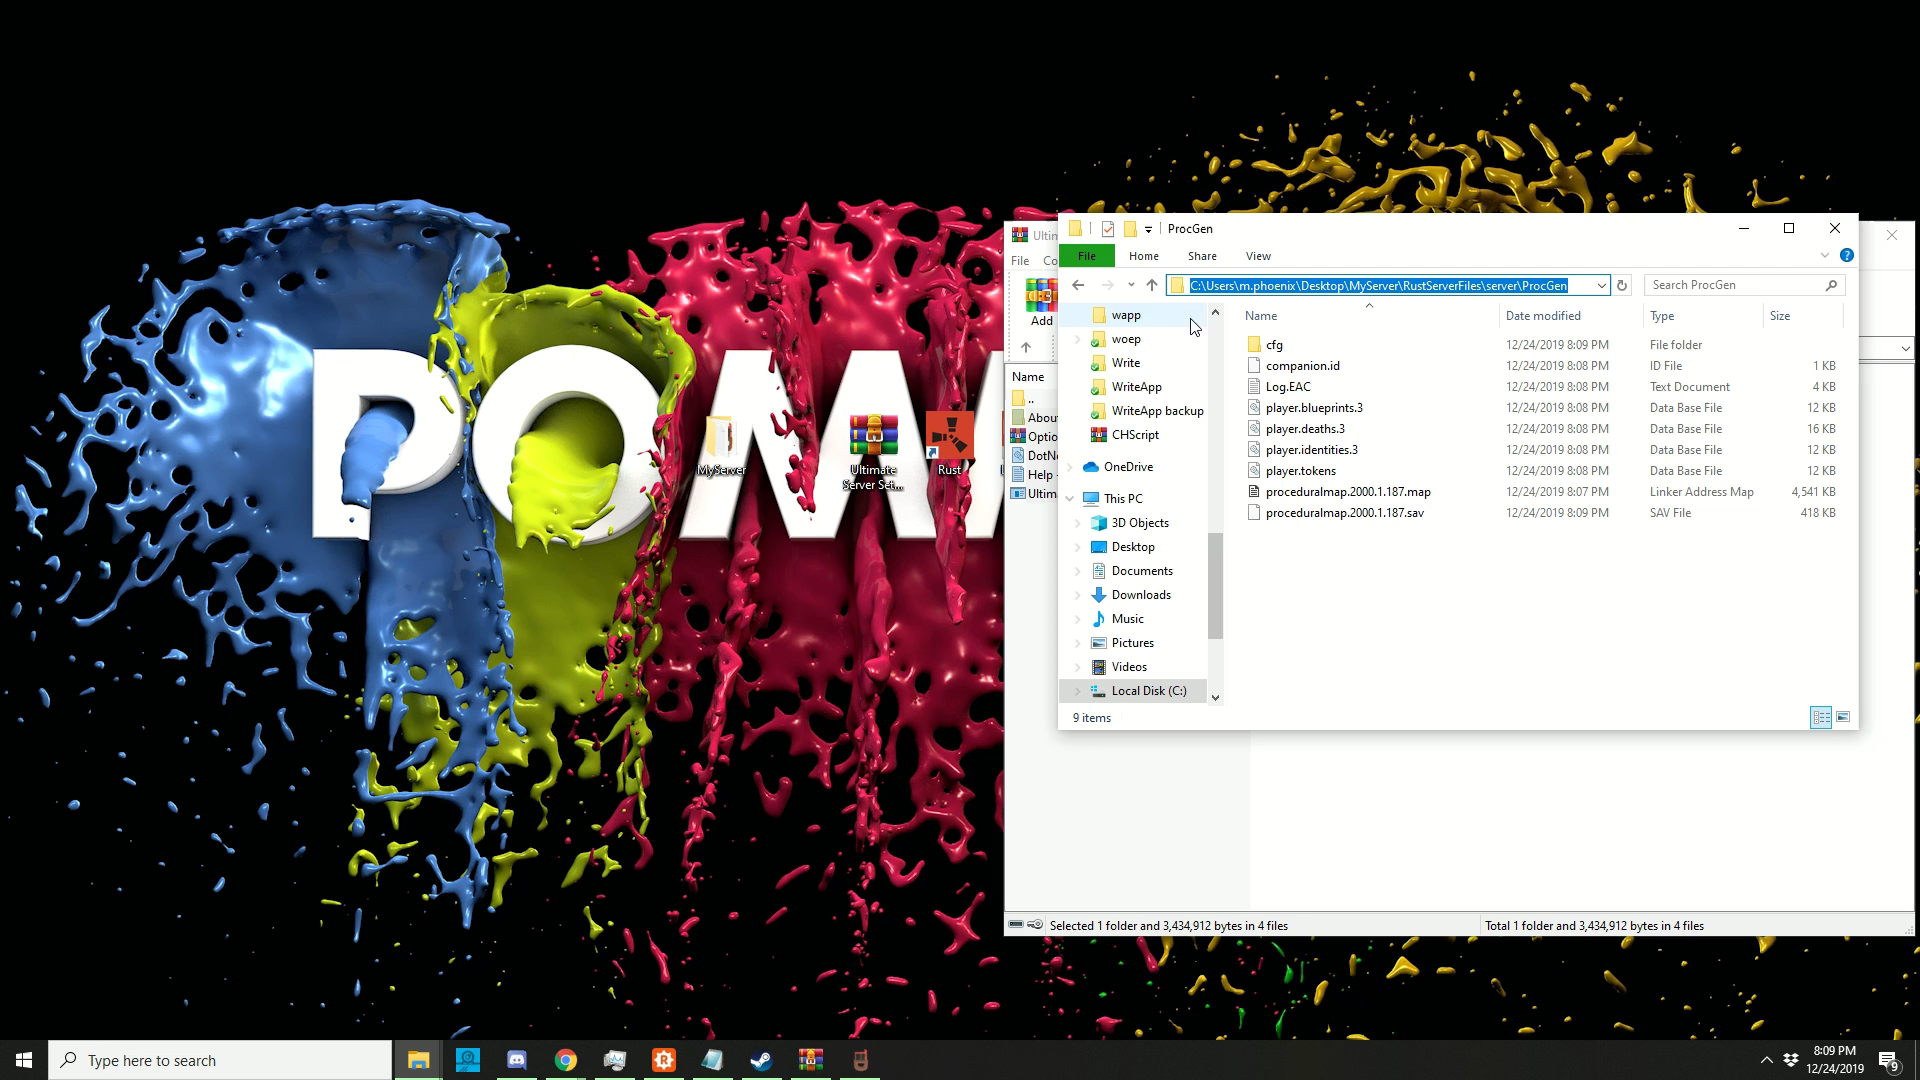 ProcGen
File
Home
Share
View
C:\Users\m.phoenix\Desktop\MyServer\RustServerFiles\server\ProcGen
Search ProcGen
wapp
woep
Write
WriteApp
WriteApp backup
CHScript
OneDrive
This PC
3D Objects
Desktop
Documents
Downloads
Music
Pictures
Videos
Local Disk (C:)
Name Date modified Type Size
cfg 12/24/2019 8:09 PM File folder
companion.id 12/24/2019 8:08 PM ID File 1 KB
Log.EAC 12/24/2019 8:08 PM Text Document 4 KB
player.blueprints.3 12/24/2019 8:08 PM Data Base File 12 KB
player.deaths.3 12/24/2019 8:08 PM Data Base File 16 KB
player.identities.3 12/24/2019 8:08 PM Data Base File 12 KB
player.tokens 12/24/2019 8:08 PM Data Base File 12 KB
proceduralmap.2000.1.187.map 12/24/2019 8:07 PM Linker Address Map 4,541 KB
proceduralmap.2000.1.187.sav 12/24/2019 8:09 PM SAV File 418 KB
9 items
Ultim
File Co
Add
Name
..
Abou
Optio
DotNe
Help -
Ultim
Selected 1 folder and 3,434,912 bytes in 4 files
Total 1 folder and 3,434,912 bytes in 4 files
POM
MyServer
Ultimate
Server Set...
Rust
Type here to search
8:09 PM
12/24/2019
9